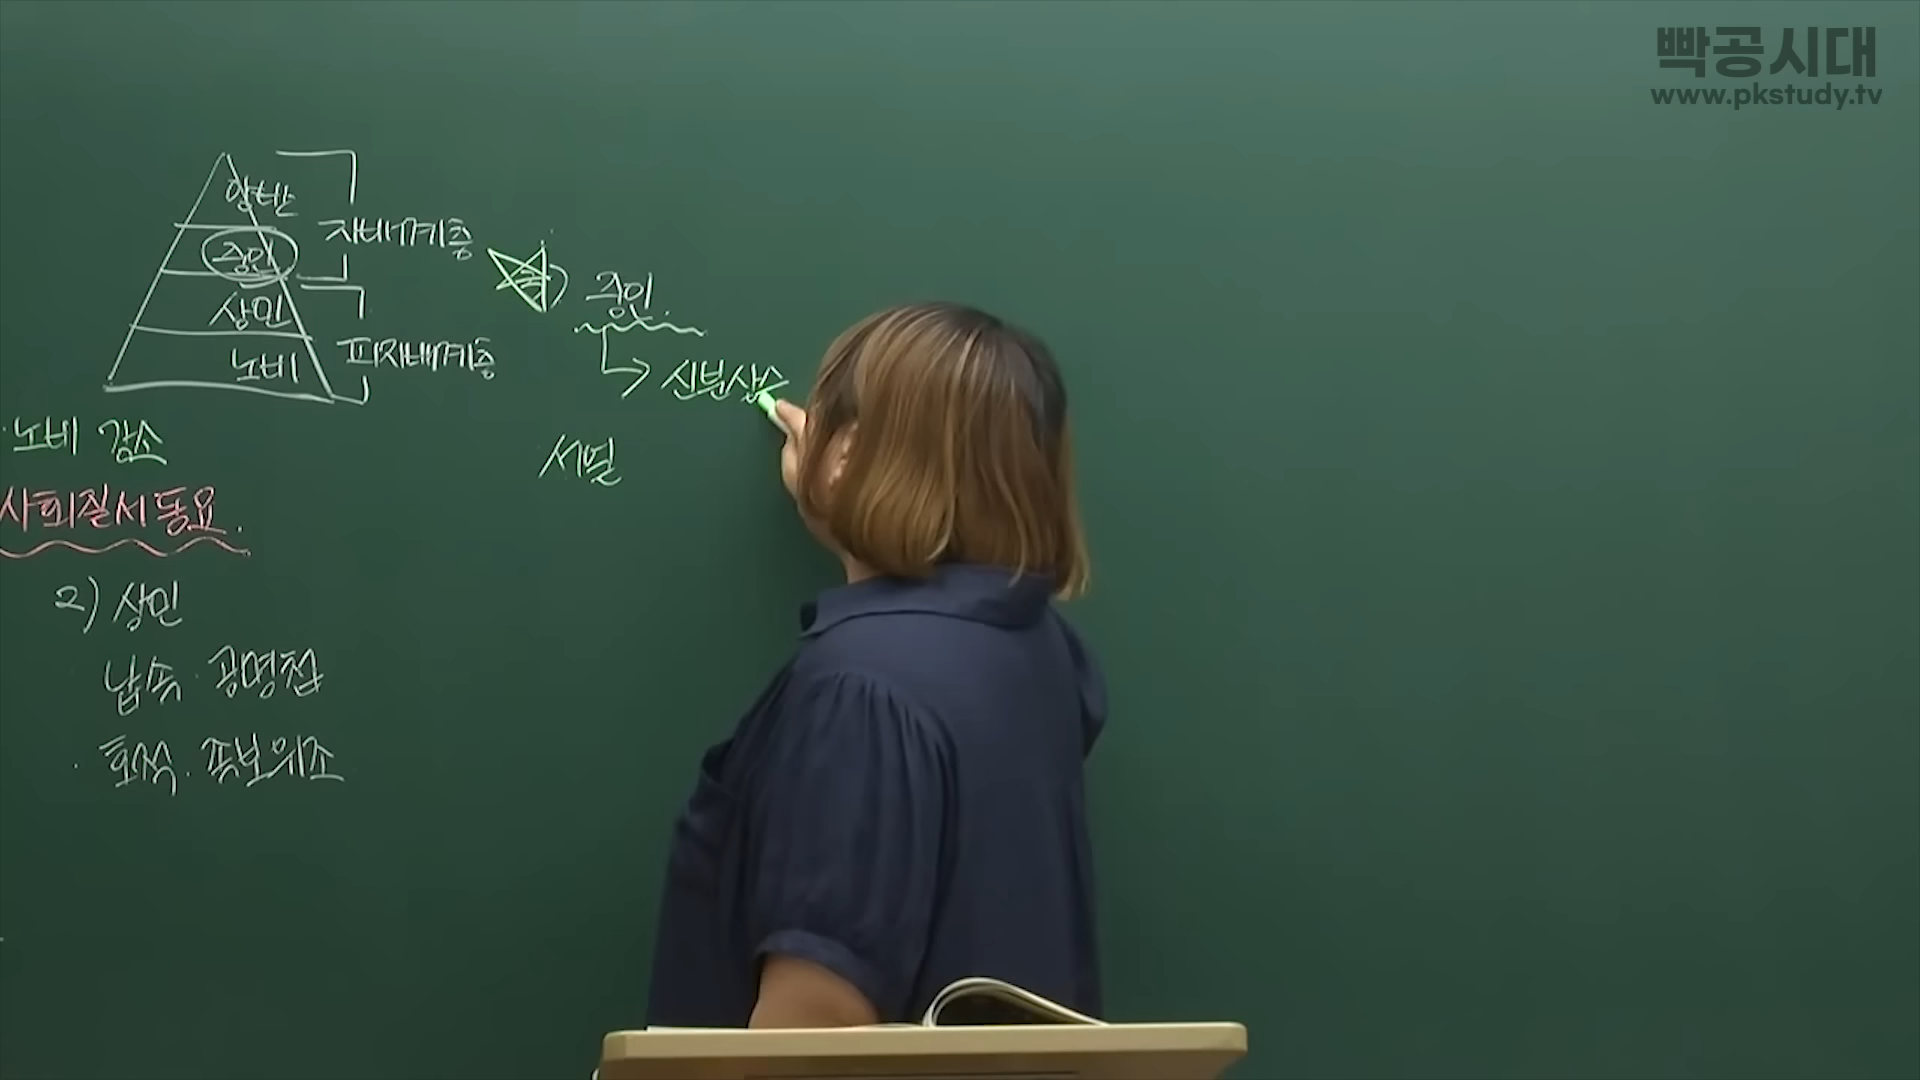 빡공시대
www.pkstudy.tv
양반
중인
상민
노비
지배계층
피지배계층
중인
신분상승
서얼
· 노비 감소
사회질서 동요.
2) 상민
납속 · 공명첩
· 호적 · 족보 위조